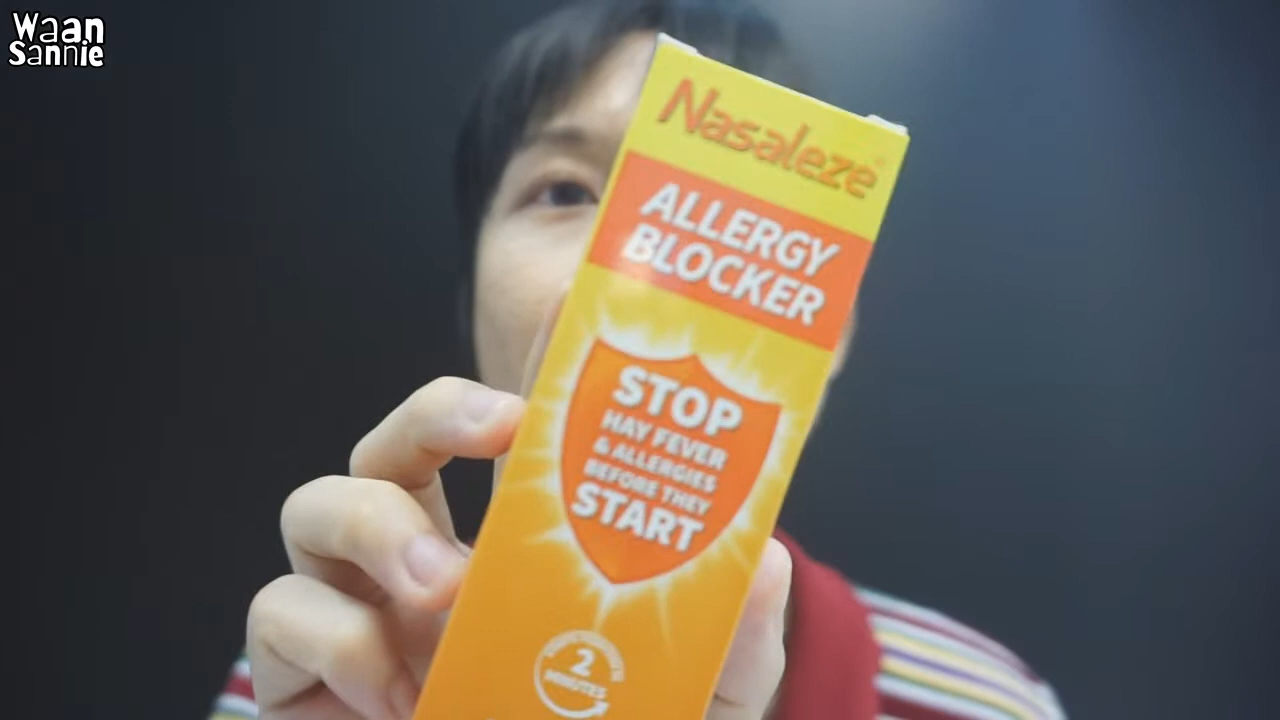 Waan
Sannie
Nasaleze
ALLERGY
BLOCKER
STOP
HAY FEVER
& ALLERGIES
BEFORE THEY
START
2
MINUTES